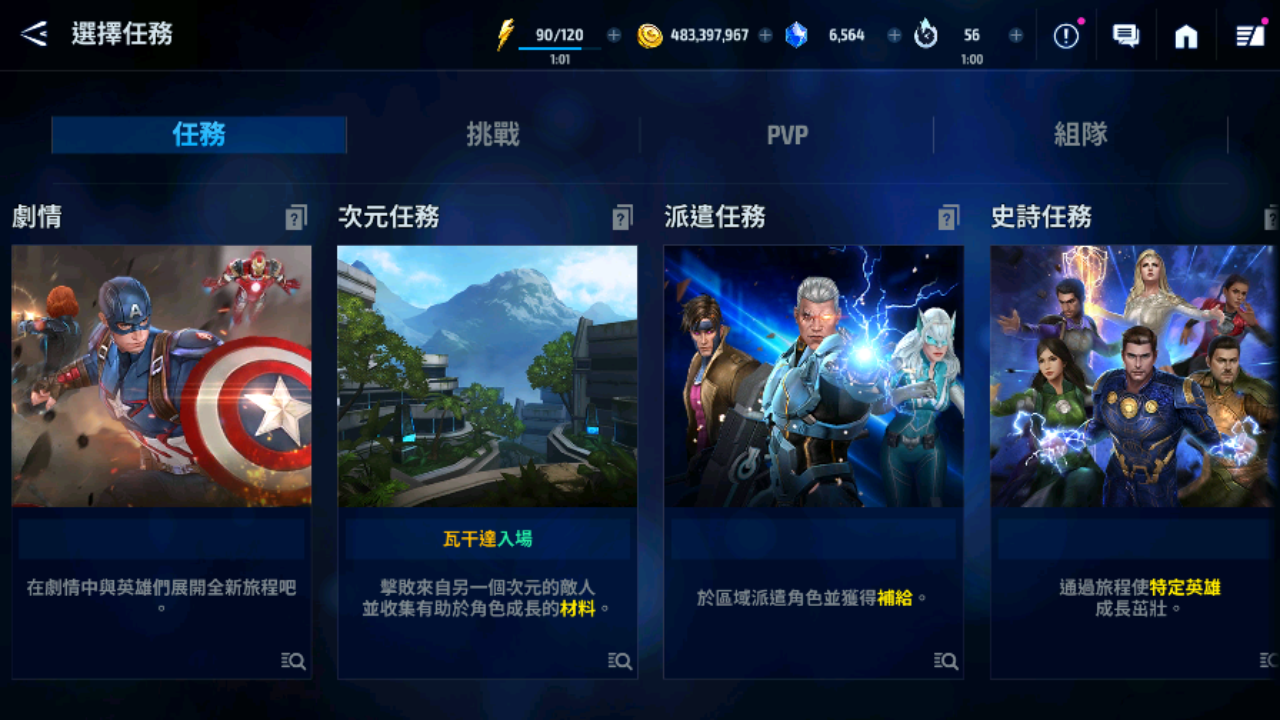 選擇任務
90/120
1:01
483,397,967
6,564
56
1:00
任務
挑戰
PVP
組隊
劇情
次元任務
派遣任務
史詩任務
瓦干達入場
在劇情中與英雄們展開全新旅程吧
。
擊敗來自另一個次元的敵人
並收集有助於角色成長的材料。
於區域派遣角色並獲得補給。
通過旅程使特定英雄
成長茁壯。